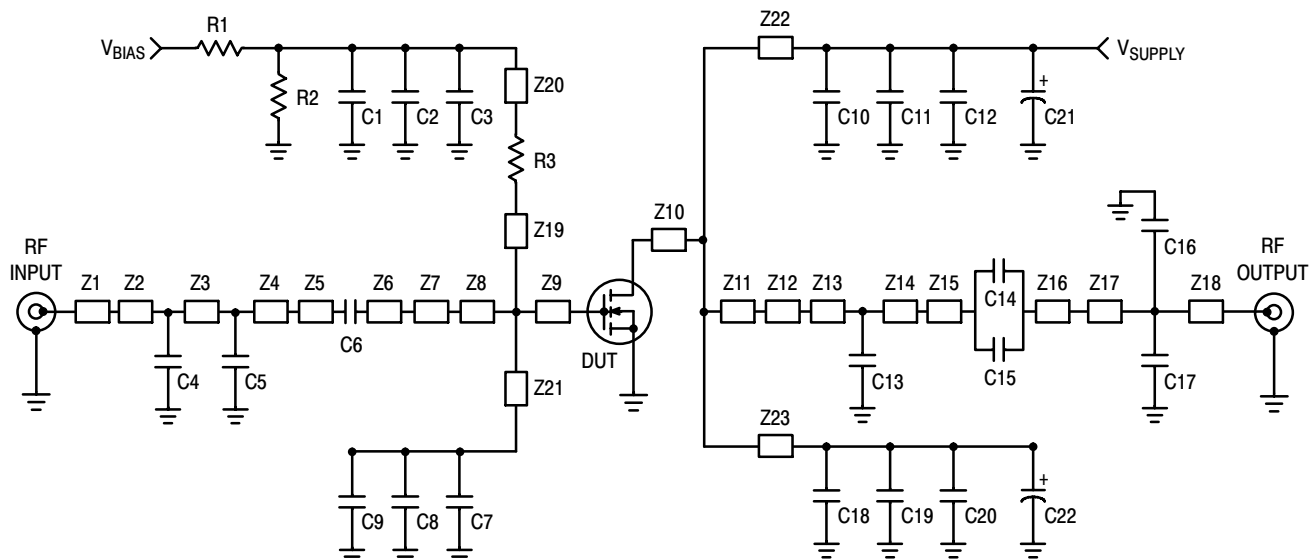 R1
Z22
VBIAS
VSUPPLY
Z20
R2
C1
C2
C3
C10
C11
C12
+
C21
R3
Z10
Z19
C16
RF
INPUT
RF
OUTPUT
Z1
Z2
Z3
Z4
Z5
Z6
Z7
Z8
Z9
Z11
Z12
Z13
Z14
Z15
C14
Z16
Z17
Z18
C6
DUT
C4
C5
Z21
C13
C15
C17
Z23
C9
C8
C7
C18
C19
C20
+
C22